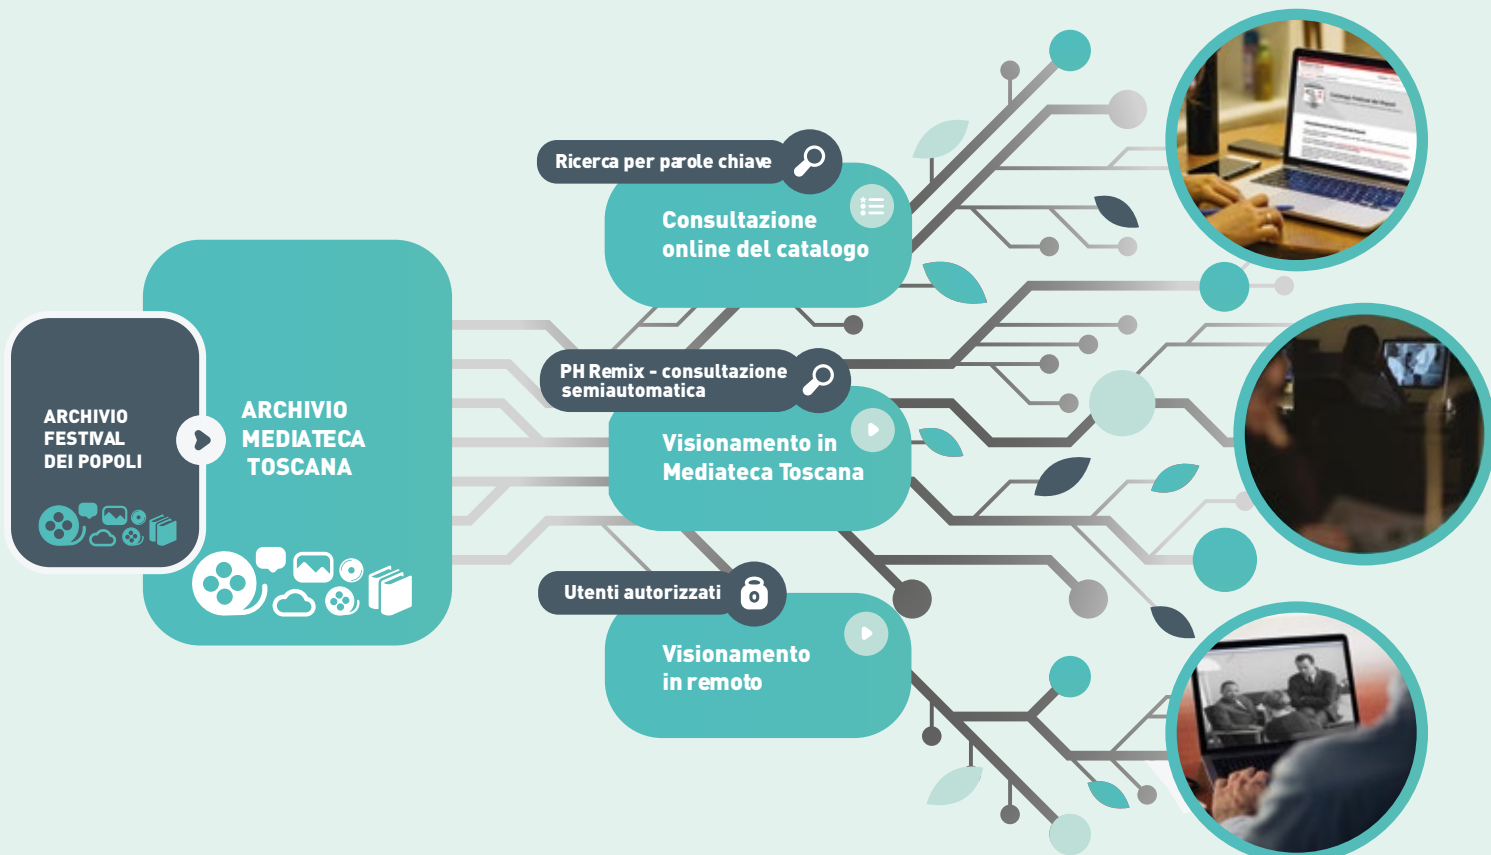 ARCHIVIO
FESTIVAL
DEI POPOLI
ARCHIVIO
MEDIATECA
TOSCANA
Ricerca per parole chiave
Consultazione
online del catalogo
PH Remix - consultazione
semiautomatica
Visionamento in
Mediateca Toscana
Utenti autorizzati
Visionamento
in remoto